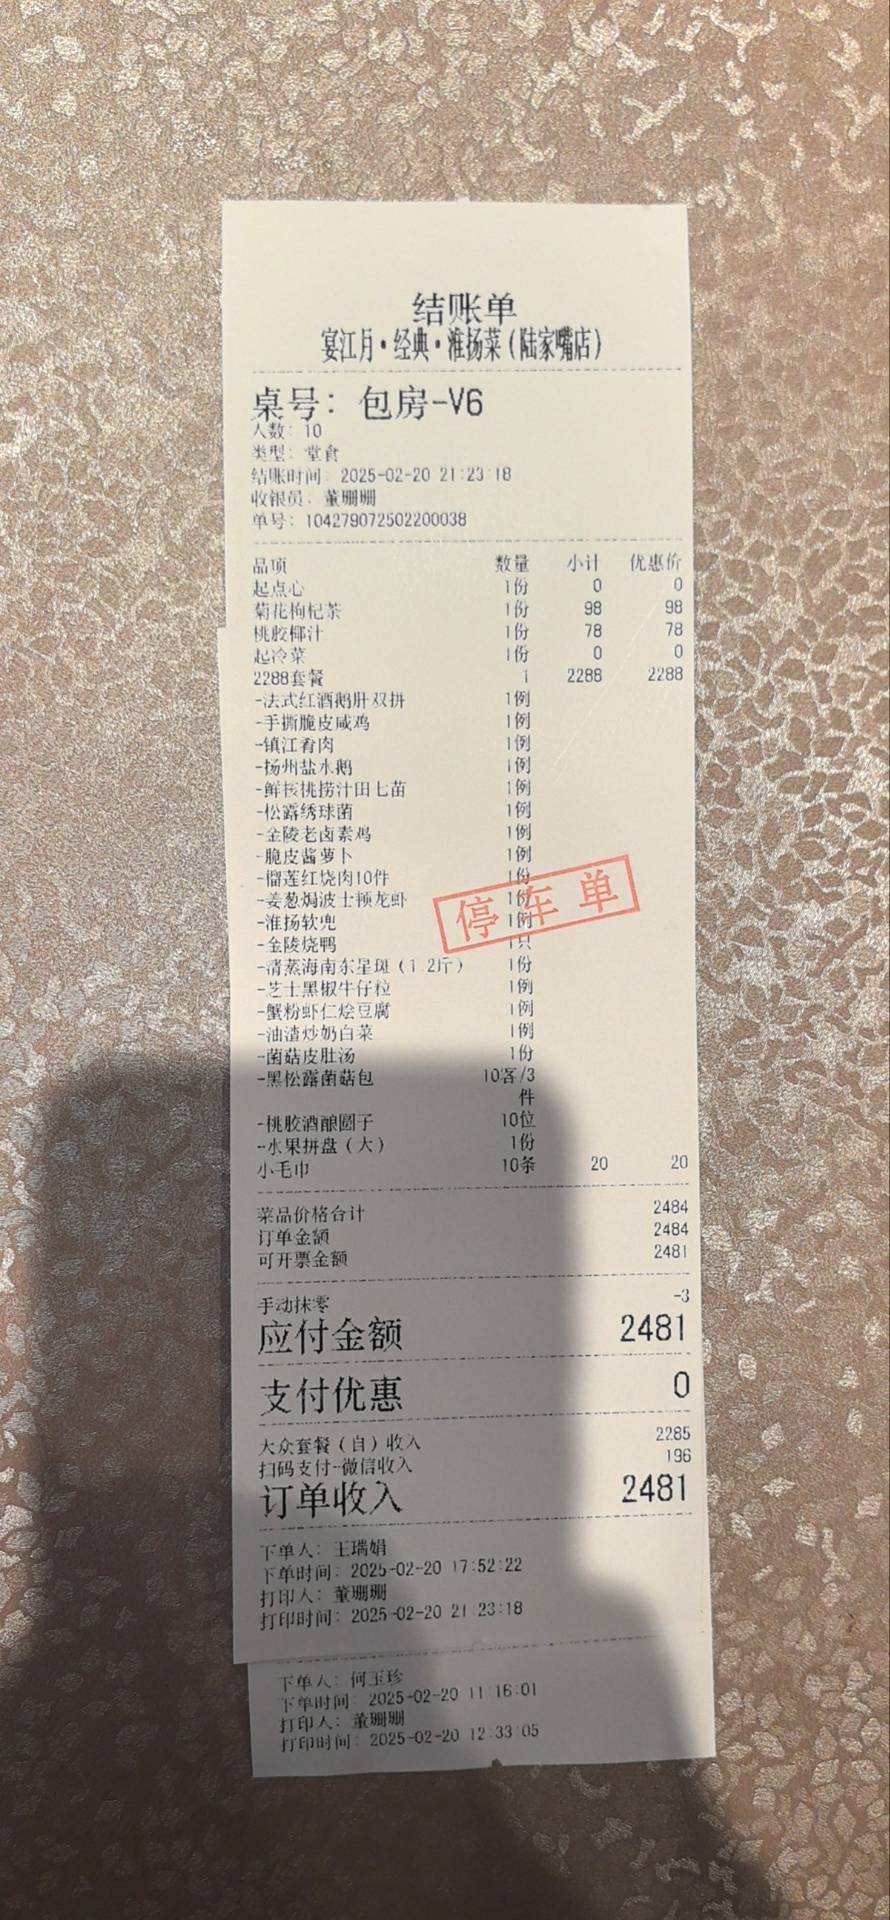 结账单
宴江月·经典·淮扬菜(陆家嘴店)
桌号: 包房-V6
人数: 10
类型: 堂食
结账时间: 2025-02-20 21:23:18
收银员: 董珊珊
单号: 104279072502200038
品项 数量 小计 优惠价
起点心 1份 0 0
菊花枸杞茶 1份 98 98
桃胶椰汁 1份 78 78
起冷菜 1份 0 0
2288套餐 1 2288 2288
-法式红酒鹅肝双拼 1例
-手撕脆皮咸鸡 1例
-镇江肴肉 1例
-扬州盐水鹅 1例
-鲜核桃捞汁田七苗 1例
-松露绣球菌 1例
-金陵老卤素鸡 1例
-脆皮酱萝卜 1例
-榴莲红烧肉10件 1份
-姜葱焗波士顿龙虾 1份
-淮扬软兜 1例
-金陵烧鸭 1只
停车单
-清蒸海南东星斑(1.2斤) 1份
-芝士黑椒牛仔粒 1例
-蟹粉虾仁烩豆腐 1例
-油渣炒奶白菜 1例
-菌菇皮肚汤 1份
-黑松露菌菇包 10客/3
件
-桃胶酒酿圆子 10位
-水果拼盘(大) 1份
小毛巾 10条 20 20
菜品价格合计 2484
订单金额 2484
可开票金额 2481
手动抹零 -3
应付金额 2481
支付优惠 0
大众套餐(自)收入 2285
扫码支付-微信收入 196
订单收入 2481
下单人: 王瑞娟
下单时间: 2025-02-20 17:52:22
打印人: 董珊珊
打印时间: 2025-02-20 21:23:18
下单人: 何玉珍
下单时间: 2025-02-20 11:16:01
打印人: 董珊珊
打印时间: 2025-02-20 12:33:05